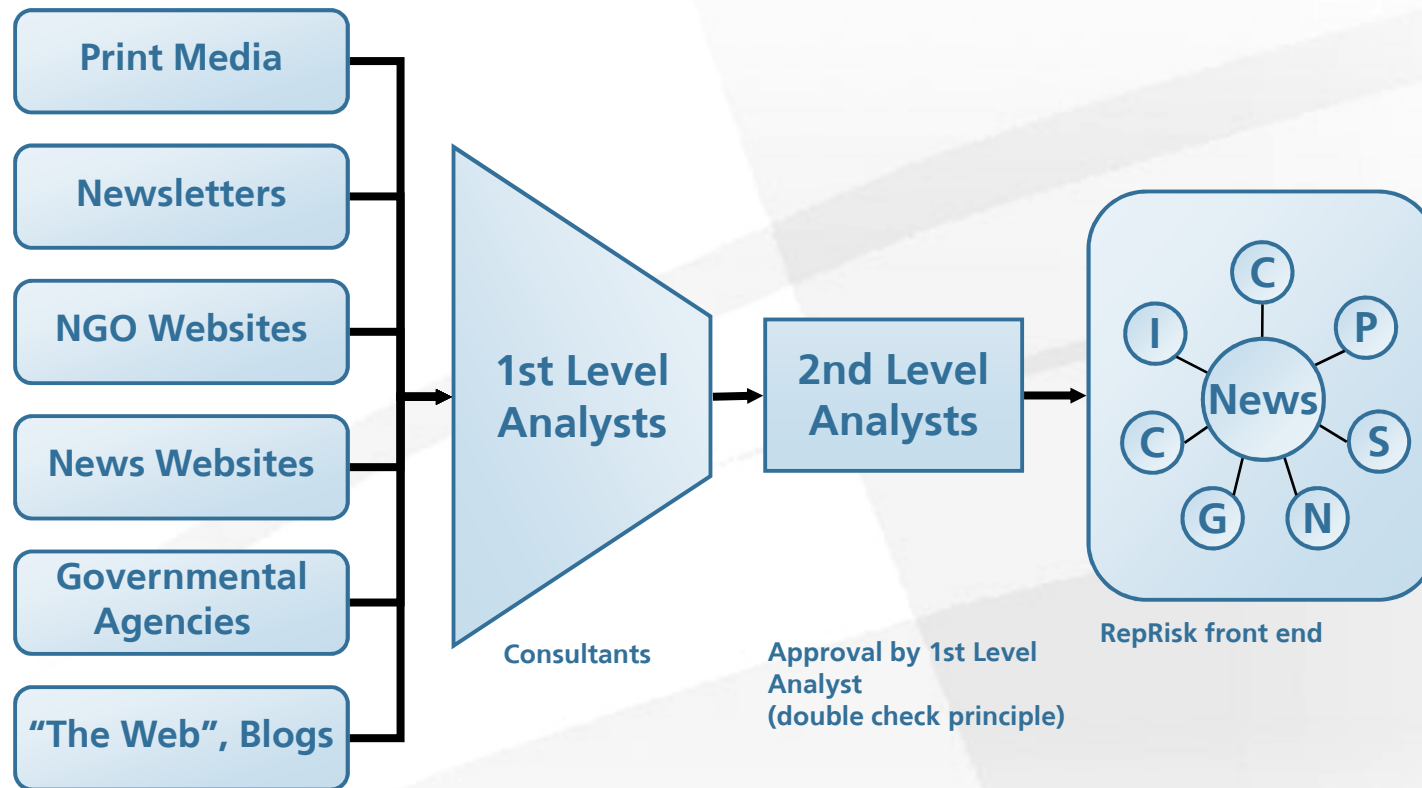 Print Media
Newsletters
NGO Websites
News Websites
Governmental
Agencies
“The Web”, Blogs
1st Level
Analysts
Consultants
2nd Level
Analysts
Approval by 1st Level
Analyst
(double check principle)
C
I
P
News
C
S
G
N
RepRisk front end